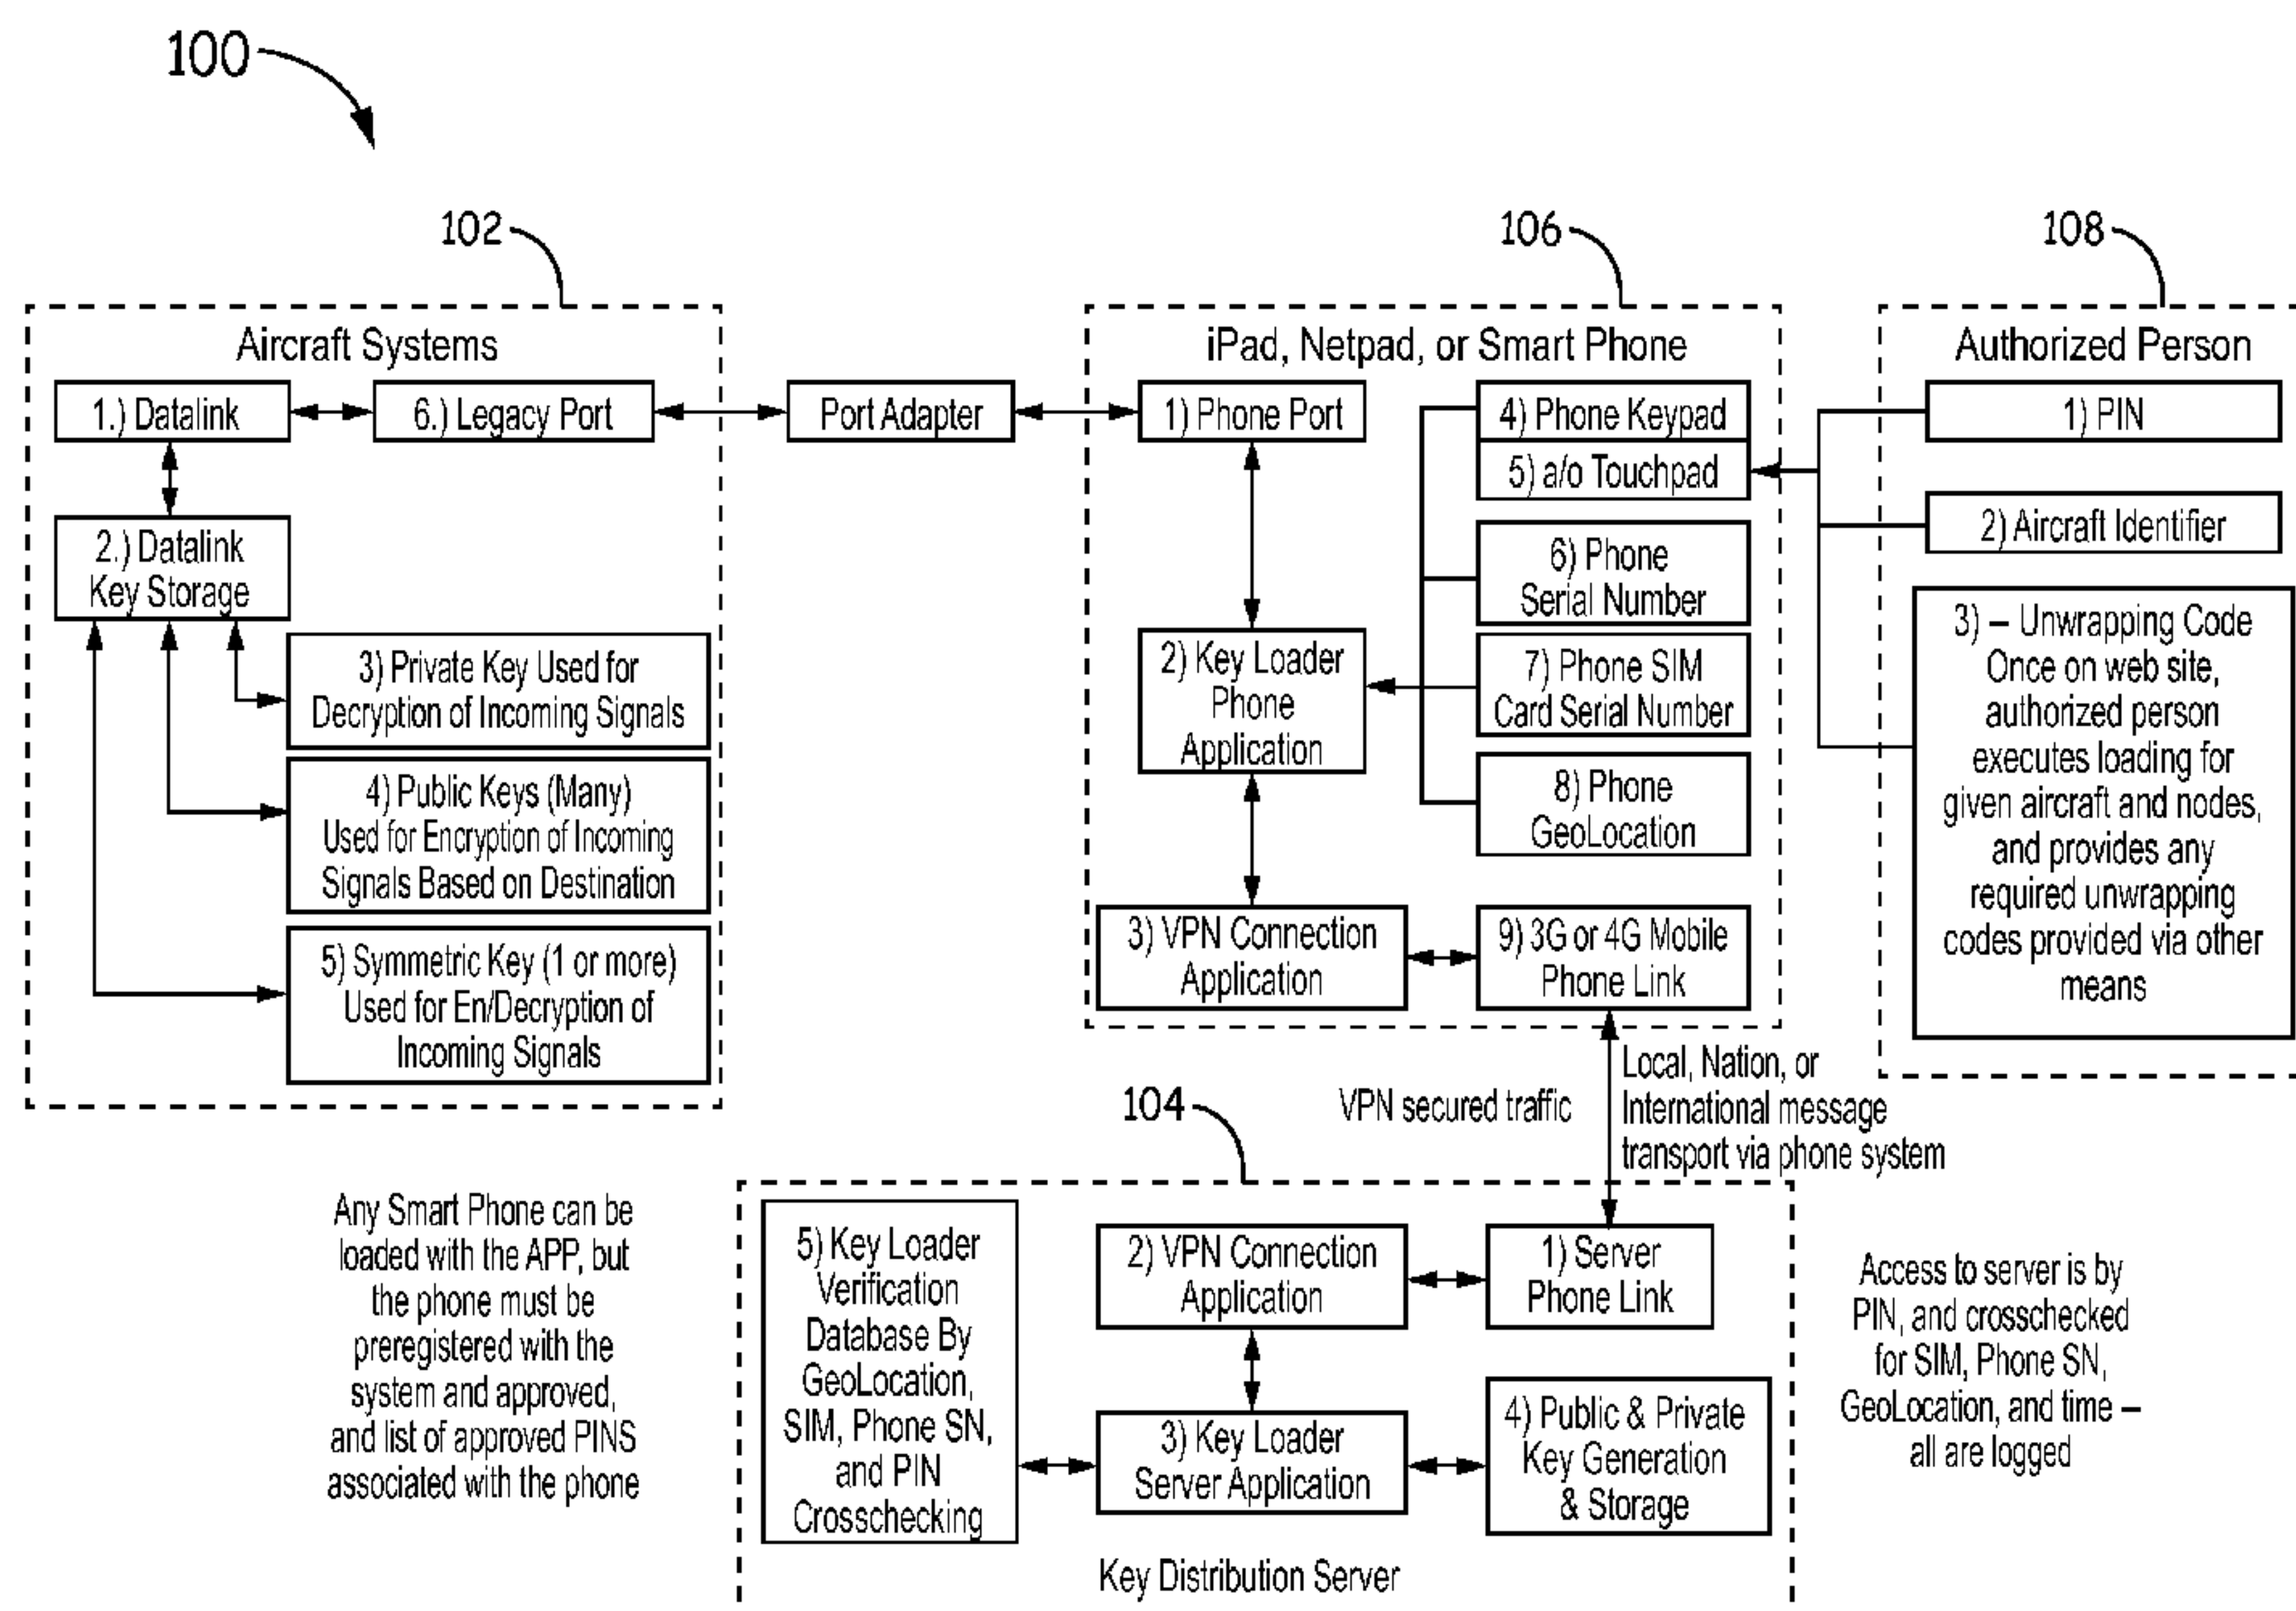 100
102
106
108
Aircraft Systems
1.) Datalink
6.) Legacy Port
2.) Datalink
Key Storage
3) Private Key Used for
Decryption of Incoming Signals
4) Public Keys (Many)
Used for Encryption of Incoming
Signals Based on Destination
5) Symmetric Key (1 or more)
Used for En/Decryption of
Incoming Signals
Port Adapter
iPad, Netpad, or Smart Phone
1) Phone Port
2) Key Loader
Phone
Application
3) VPN Connection
Application
4) Phone Keypad
5) a/o Touchpad
6) Phone
Serial Number
7) Phone SIM
Card Serial Number
8) Phone
GeoLocation
9) 3G or 4G Mobile
Phone Link
Authorized Person
1) PIN
2) Aircraft Identifier
3) – Unwrapping Code
Once on web site,
authorized person
executes loading for
given aircraft and nodes,
and provides any
required unwrapping
codes provided via other
means
VPN secured traffic
Local, Nation, or
International message
transport via phone system
104
Any Smart Phone can be
loaded with the APP, but
the phone must be
preregistered with the
system and approved,
and list of approved PINS
associated with the phone
5) Key Loader
Verification
Database By
GeoLocation,
SIM, Phone SN,
and PIN
Crosschecking
2) VPN Connection
Application
1) Server
Phone Link
3) Key Loader
Server Application
4) Public & Private
Key Generation
& Storage
Key Distribution Server
Access to server is by
PIN, and crosschecked
for SIM, Phone SN,
GeoLocation, and time –
all are logged